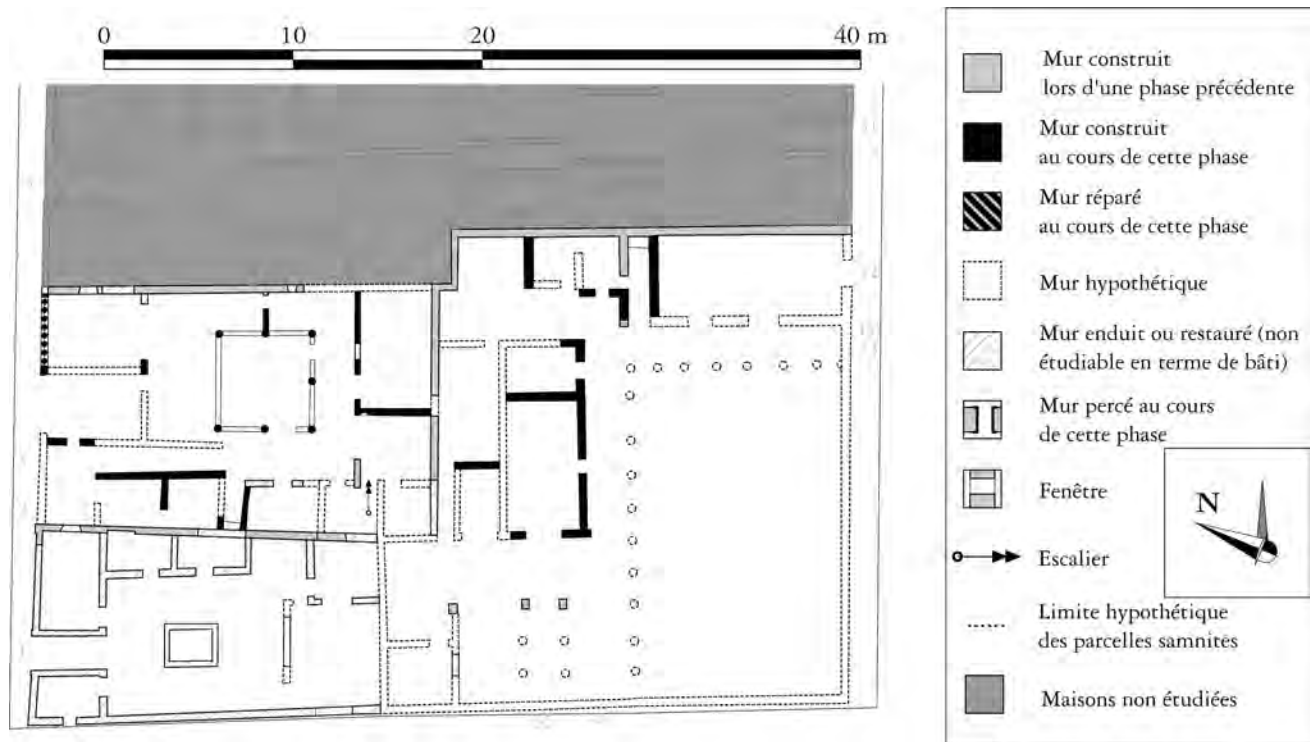 0 10 20 40 m
Mur construit
lors d'une phase précédente
Mur construit
au cours de cette phase
Mur réparé
au cours de cette phase
Mur hypothétique
Mur enduit ou restauré (non
étudiable en terme de bâti)
Mur percé au cours
de cette phase
Fenêtre
N
Escalier
Limite hypothétique
des parcelles samnites
Maisons non étudiées